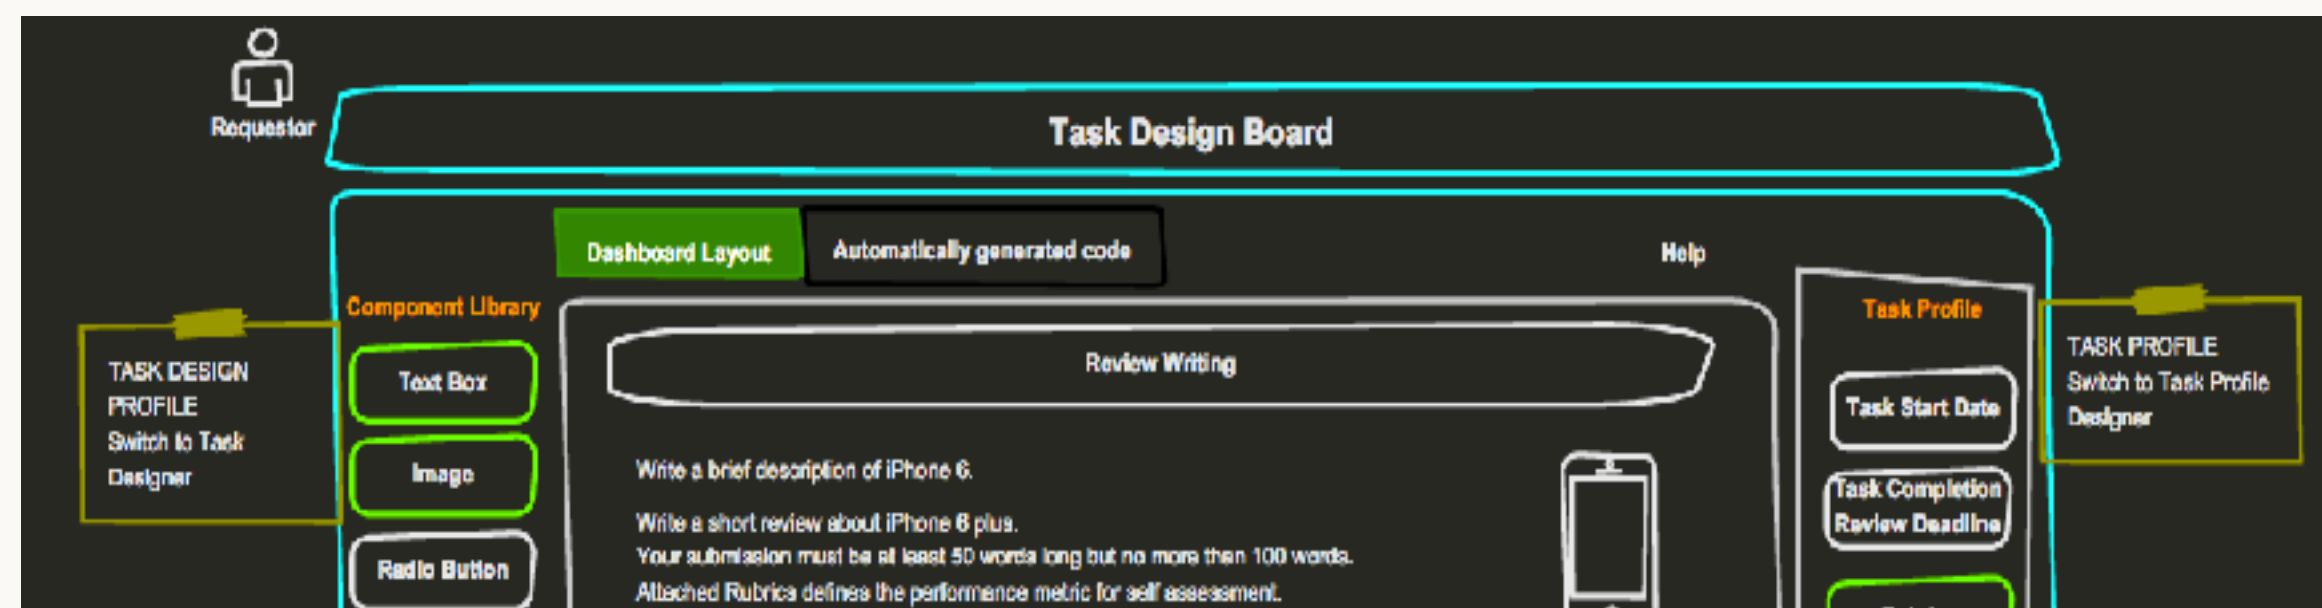 Requestor
Task Design Board
Dashboard Layout
Automatically generated code
Help
Component Library
Task Profile
TASK DESIGN
PROFILE
Switch to Task
Designer
Text Box
Image
Radio Button
Review Writing
Write a brief description of iPhone 6.
Write a short review about iPhone 6 plus.
Your submission must be at least 50 words long but no more than 100 words.
Attached Rubrics defines the performance metric for self assessment.
Task Start Date
Task Completion
Review Deadline
TASK PROFILE
Switch to Task Profile
Designer